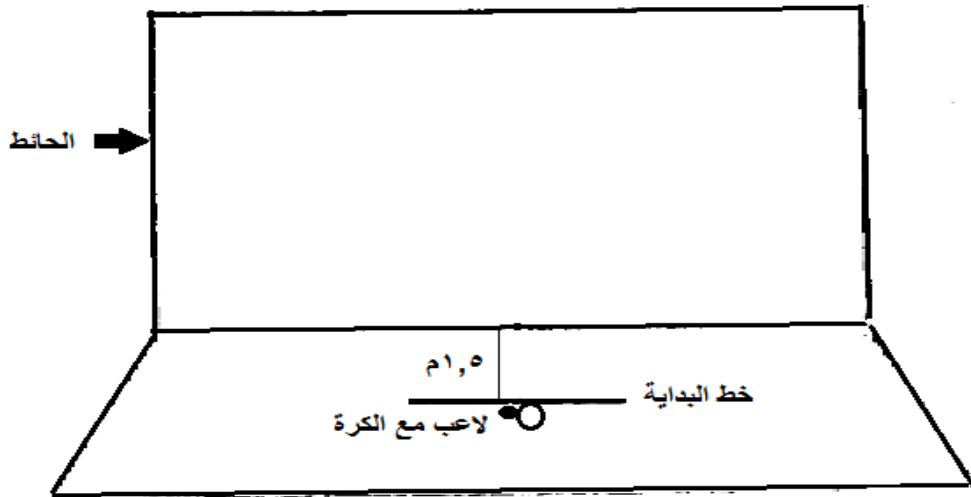 الحائط
١,٥م
خط البداية
لاعب مع الكرة